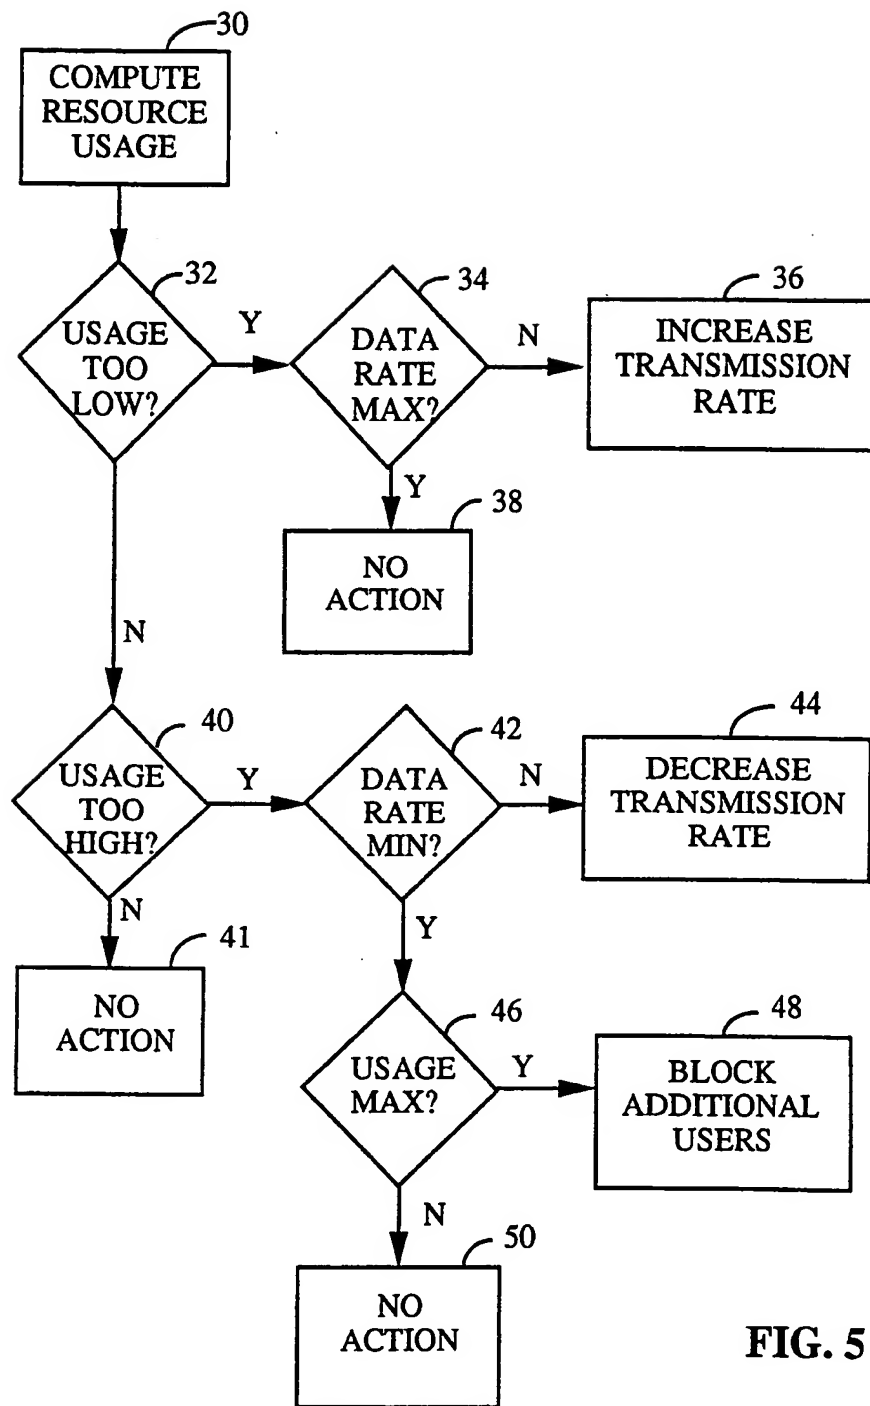 30
COMPUTE
RESOURCE
USAGE
32
USAGE
TOO
LOW?
Y
34
DATA
RATE
MAX?
N
36
INCREASE
TRANSMISSION
RATE
Y
38
NO
ACTION
N
40
USAGE
TOO
HIGH?
Y
42
DATA
RATE
MIN?
N
44
DECREASE
TRANSMISSION
RATE
N
41
NO
ACTION
Y
46
USAGE
MAX?
Y
48
BLOCK
ADDITIONAL
USERS
N
50
NO
ACTION
FIG. 5